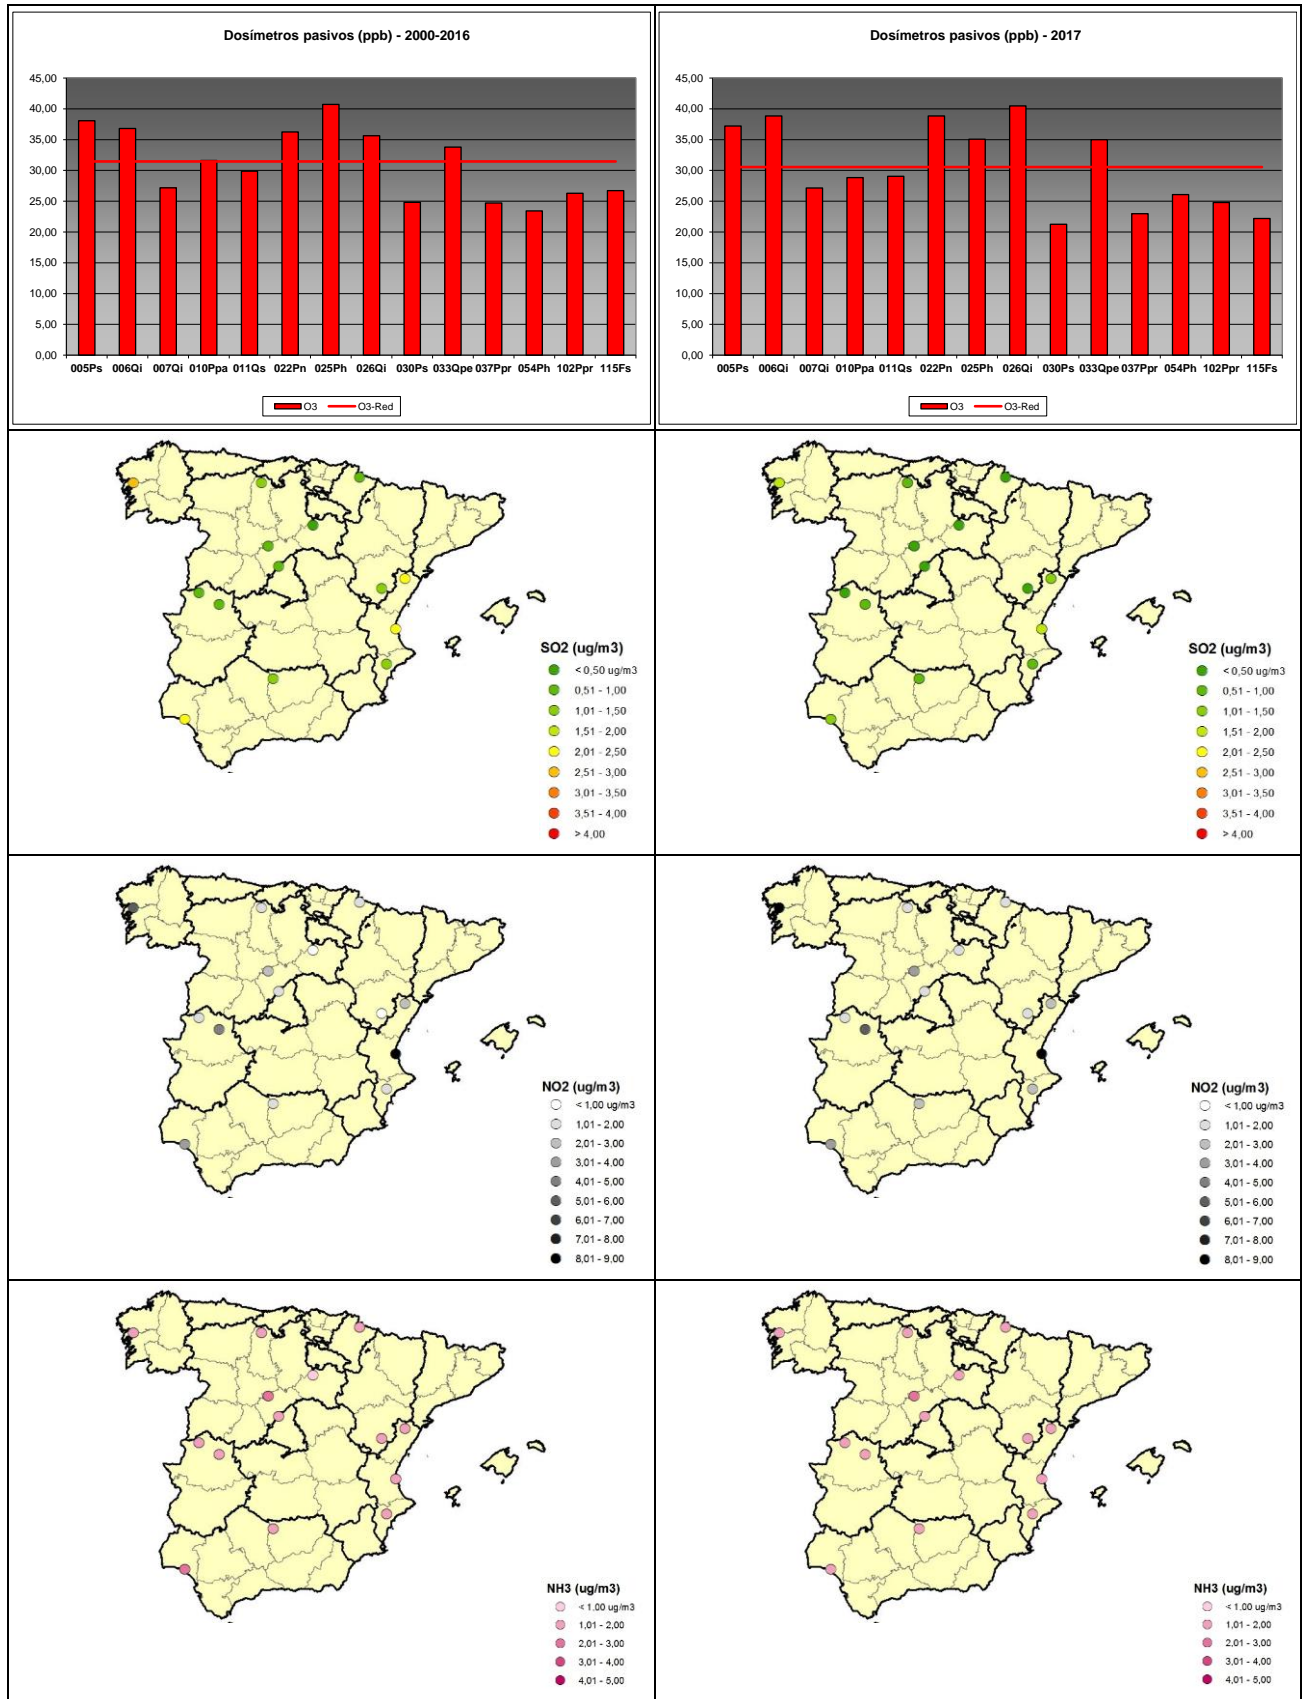 Dosímetros pasivos (ppb) - 2000-2016
45,00
40,00
35,00
30,00
25,00
20,00
15,00
10,00
5,00
0,00
005Ps 006Qi 007Qi 010Ppa 011Qs 022Pn 025Ph 026Qi 030Ps 033Qpe 037Ppr 054Ph 102Ppr 115Fs
O3 O3-Red
Dosímetros pasivos (ppb) - 2017
45,00
40,00
35,00
30,00
25,00
20,00
15,00
10,00
5,00
0,00
005Ps 006Qi 007Qi 010Ppa 011Qs 022Pn 025Ph 026Qi 030Ps 033Qpe 037Ppr 054Ph 102Ppr 115Fs
O3 O3-Red
SO2 (ug/m3)
< 0,50 ug/m3
0,51 - 1,00
1,01 - 1,50
1,51 - 2,00
2,01 - 2,50
2,51 - 3,00
3,01 - 3,50
3,51 - 4,00
> 4,00
SO2 (ug/m3)
< 0,50 ug/m3
0,51 - 1,00
1,01 - 1,50
1,51 - 2,00
2,01 - 2,50
2,51 - 3,00
3,01 - 3,50
3,51 - 4,00
> 4,00
NO2 (ug/m3)
< 1,00 ug/m3
1,01 - 2,00
2,01 - 3,00
3,01 - 4,00
4,01 - 5,00
5,01 - 6,00
6,01 - 7,00
7,01 - 8,00
8,01 - 9,00
NO2 (ug/m3)
< 1,00 ug/m3
1,01 - 2,00
2,01 - 3,00
3,01 - 4,00
4,01 - 5,00
5,01 - 6,00
6,01 - 7,00
7,01 - 8,00
8,01 - 9,00
NH3 (ug/m3)
< 1.00 ug/m3
1,01 - 2,00
2,01 - 3,00
3,01 - 4,00
4,01 - 5,00
NH3 (ug/m3)
< 1.00 ug/m3
1,01 - 2,00
2,01 - 3,00
3,01 - 4,00
4,01 - 5,00